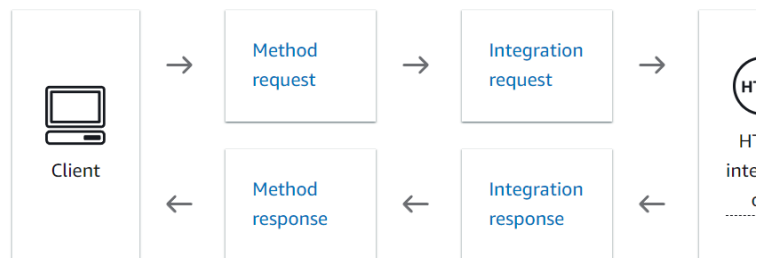 Method
request
Integration
request
Client
Method
response
Integration
response